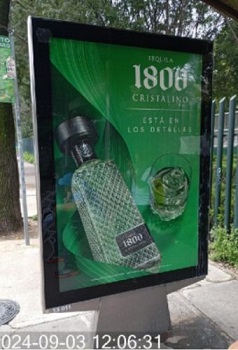 TEQUILA
1800
CRISTALINO
ESTÁ EN
LOS DETALLES
1800
2024-09-03 12:06:31